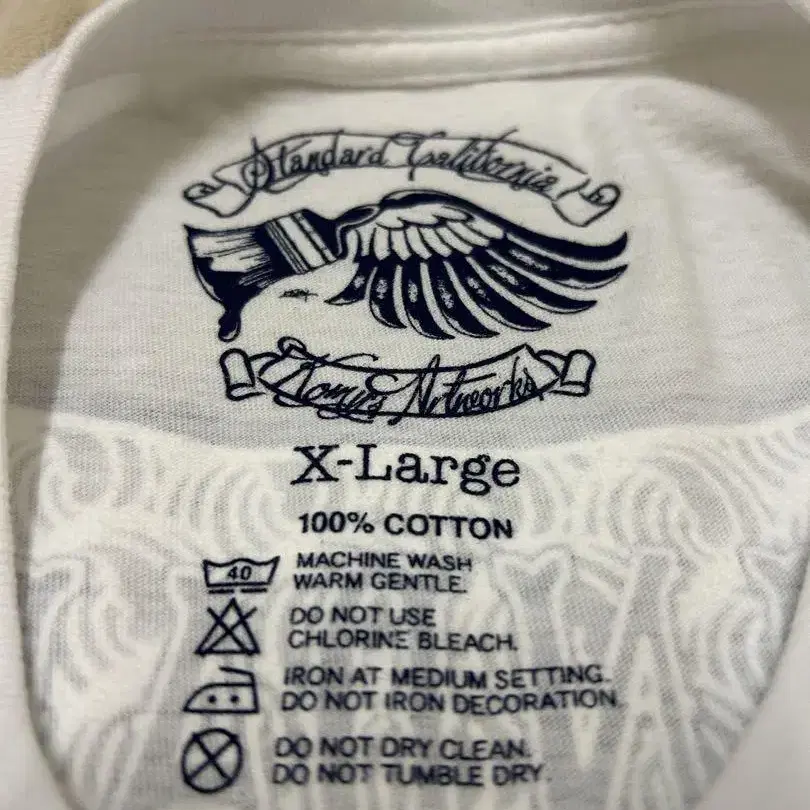 Standard California
Artworks
X-Large
100% COTTON
40
MACHINE WASH
WARM GENTLE.
DO NOT USE
CHLORINE BLEACH.
IRON AT MEDIUM SETTING.
DO NOT IRON DECORATION.
DO NOT DRY CLEAN.
DO NOT TUMBLE DRY.